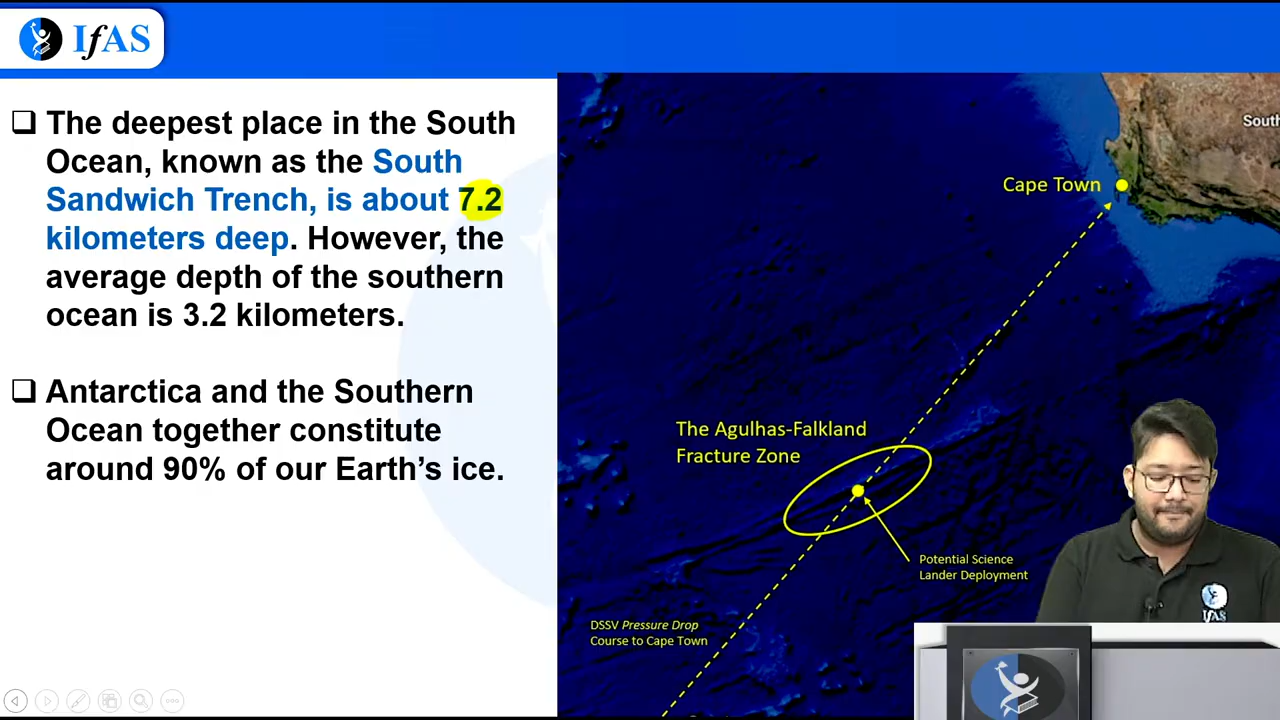 IfAS
The deepest place in the South
Ocean, known as the South
Sandwich Trench, is about 7.2
kilometers deep. However, the
average depth of the southern
ocean is 3.2 kilometers.
Antarctica and the Southern
Ocean together constitute
around 90% of our Earth’s ice.
South
Cape Town
The Agulhas-Falkland
Fracture Zone
Potential Science
Lander Deployment
DSSV Pressure Drop
Course to Cape Town
IfAS